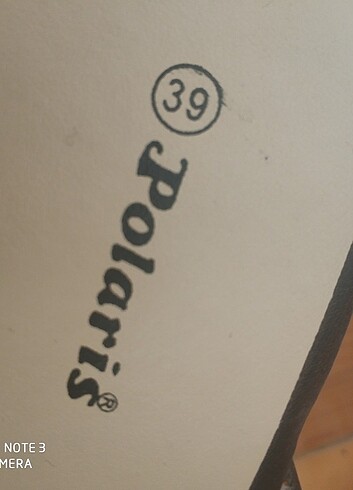 39
Polaris®
NOTE 3
MERA